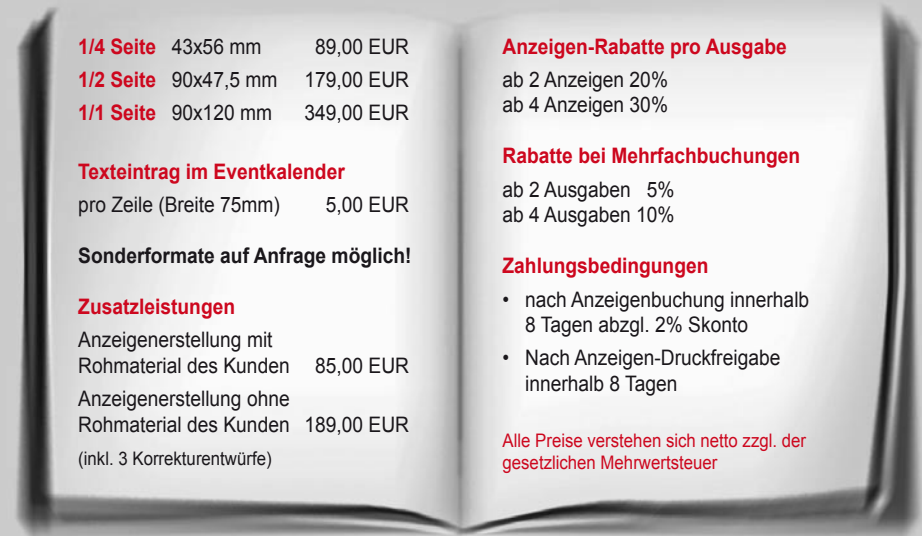 1/4 Seite 43x56 mm 89,00 EUR
1/2 Seite 90x47,5 mm 179,00 EUR
1/1 Seite 90x120 mm 349,00 EUR
Texteintrag im Eventkalender
pro Zeile (Breite 75mm) 5,00 EUR
Sonderformate auf Anfrage möglich!
Zusatzleistungen
Anzeigenerstellung mit
Rohmaterial des Kunden 85,00 EUR
Anzeigenerstellung ohne
Rohmaterial des Kunden 189,00 EUR
(inkl. 3 Korrekturentwürfe)
Anzeigen-Rabatte pro Ausgabe
ab 2 Anzeigen 20%
ab 4 Anzeigen 30%
Rabatte bei Mehrfachbuchungen
ab 2 Ausgaben 5%
ab 4 Ausgaben 10%
Zahlungsbedingungen
• nach Anzeigenbuchung innerhalb
8 Tagen abzgl. 2% Skonto
• Nach Anzeigen-Druckfreigabe
innerhalb 8 Tagen
Alle Preise verstehen sich netto zzgl. der
gesetzlichen Mehrwertsteuer